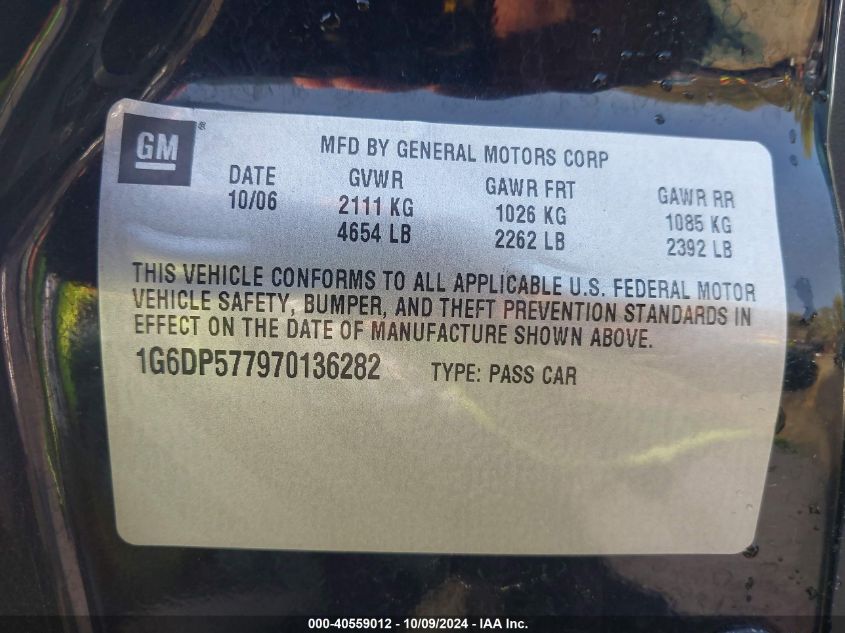 GM®
MFD BY GENERAL MOTORS CORP
DATE GVWR GAWR FRT GAWR RR
10/06 2111 KG 1026 KG 1085 KG
4654 LB 2262 LB 2392 LB
THIS VEHICLE CONFORMS TO ALL APPLICABLE U.S. FEDERAL MOTOR
VEHICLE SAFETY, BUMPER, AND THEFT PREVENTION STANDARDS IN
EFFECT ON THE DATE OF MANUFACTURE SHOWN ABOVE.
1G6DP577970136282 TYPE: PASS CAR
000-40559012 - 10/09/2024 - IAA Inc.